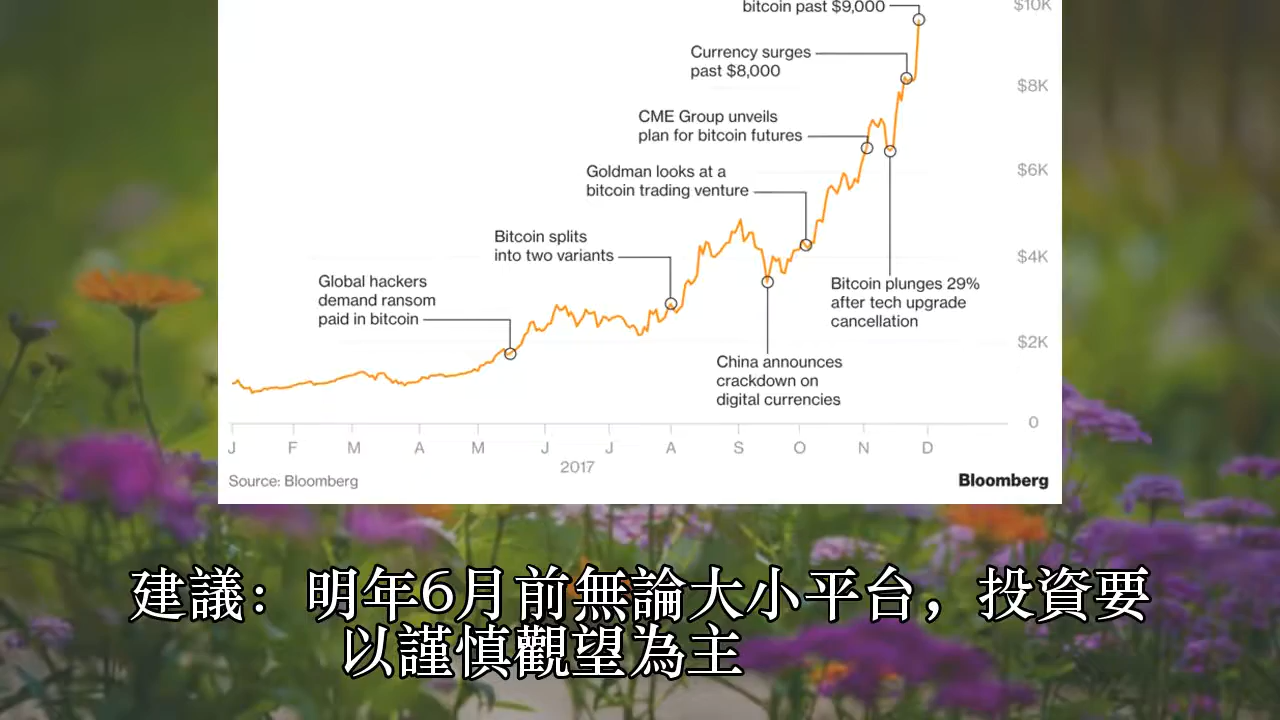 bitcoin past $9,000
$10K
Currency surges
past $8,000
$8K
CME Group unveils
plan for bitcoin futures
$6K
Goldman looks at a
bitcoin trading venture
Bitcoin splits
into two variants
$4K
Global hackers
demand ransom
paid in bitcoin
Bitcoin plunges 29%
after tech upgrade
cancellation
$2K
China announces
crackdown on
digital currencies
0
J F M A M J J A S O N D
2017
Source: Bloomberg
Bloomberg
建議：明年6月前無論大小平台，投資要
以謹慎觀望為主